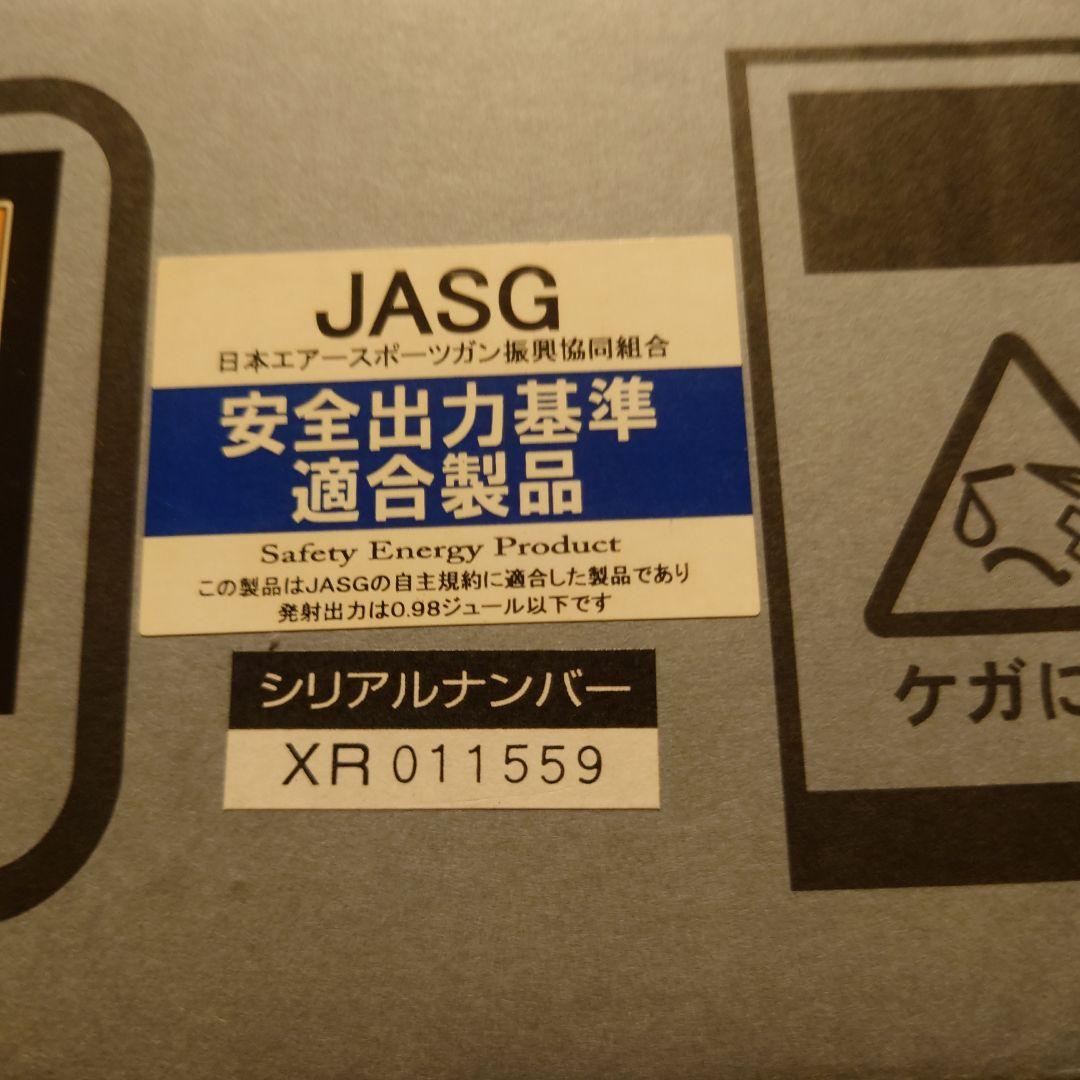 JASG
日本エアースポーツガン振興協同組合
安全出力基準
適合製品
Safety Energy Product
この製品はJASGの自主規約に適合した製品であり
発射出力は0.98ジュール以下です
シリアルナンバー
XR 011559
ケガに